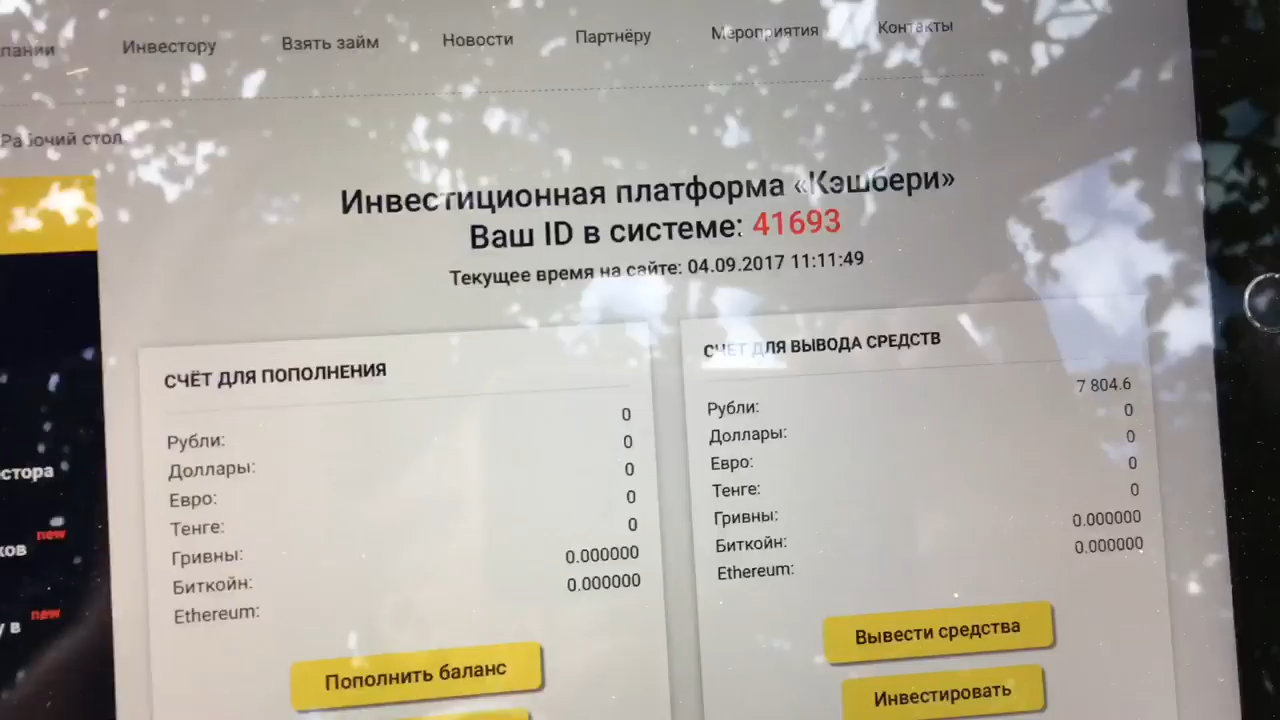 пании Инвестору Взять займ Новости Партнёру Мероприятия Контакты
Рабочий стол
Инвестиционная платформа «Кэшбери»
Ваш ID в системе: 41693
Текущее время на сайте: 04.09.2017 11:11:49
СЧЁТ ДЛЯ ПОПОЛНЕНИЯ
Рубли: 0
Доллары: 0
Евро: 0
Тенге: 0
Гривны: 0
Биткойн: 0.000000
Ethereum: 0.000000
Пополнить баланс
СЧЁТ ДЛЯ ВЫВОДА СРЕДСТВ
Рубли: 7 804.6
Доллары: 0
Евро: 0
Тенге: 0
Гривны: 0
Биткойн: 0.000000
Ethereum: 0.000000
Вывести средства
Инвестировать
стора
new
ков
new
у в